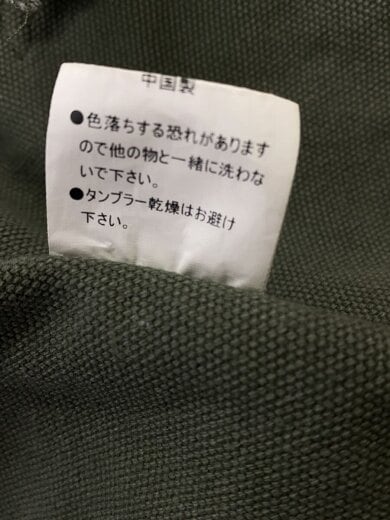 中国製
●色落ちする恐れがあります
ので他の物と一緒に洗わな
いで下さい。
●タンブラー乾燥はお避け
下さい。